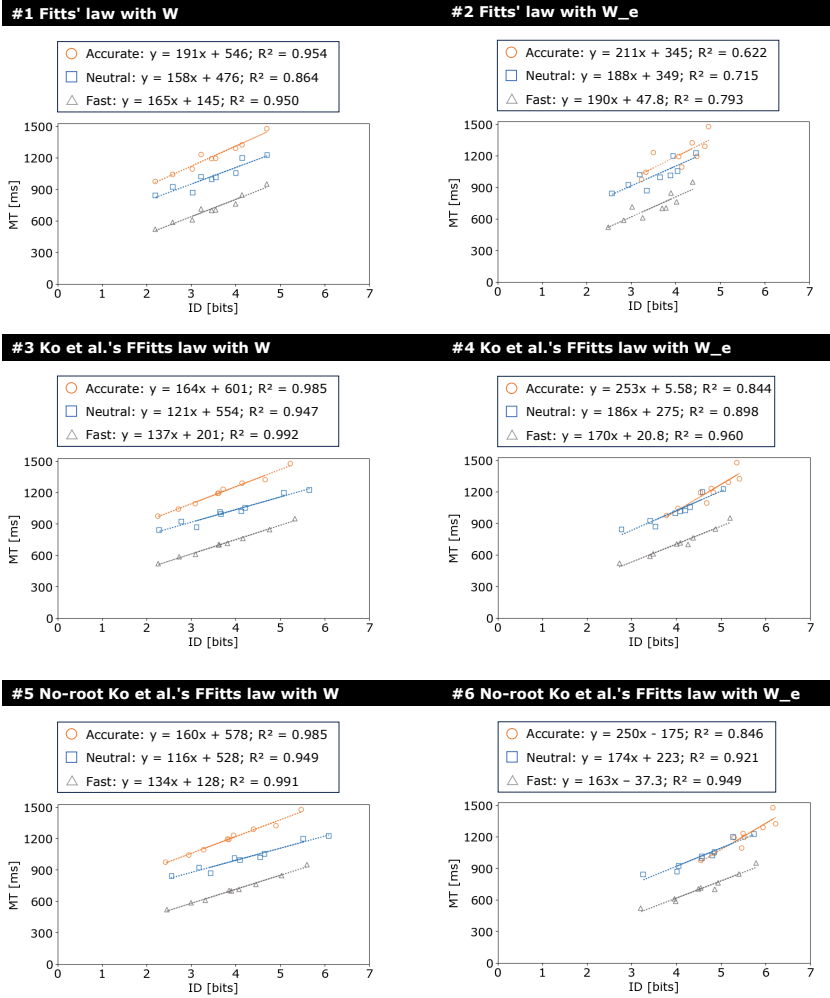 #1 Fitts' law with W
Accurate: y = 191x + 546; R² = 0.954
Neutral: y = 158x + 476; R² = 0.864
Fast: y = 165x + 145; R² = 0.950
1500
1200
900
600
300
0
MT [ms]
0 1 2 3 4 5 6 7
ID [bits]
#2 Fitts' law with W_e
Accurate: y = 211x + 345; R² = 0.622
Neutral: y = 188x + 349; R² = 0.715
Fast: y = 190x + 47.8; R² = 0.793
1500
1200
900
600
300
0
MT [ms]
0 1 2 3 4 5 6 7
ID [bits]
#3 Ko et al.'s FFitts law with W
Accurate: y = 164x + 601; R² = 0.985
Neutral: y = 121x + 554; R² = 0.947
Fast: y = 137x + 201; R² = 0.992
1500
1200
900
600
300
0
MT [ms]
0 1 2 3 4 5 6 7
ID [bits]
#4 Ko et al.'s FFitts law with W_e
Accurate: y = 253x + 5.58; R² = 0.844
Neutral: y = 186x + 275; R² = 0.898
Fast: y = 170x + 20.8; R² = 0.960
1500
1200
900
600
300
0
MT [ms]
0 1 2 3 4 5 6 7
ID [bits]
#5 No-root Ko et al.'s FFitts law with W
Accurate: y = 160x + 578; R² = 0.985
Neutral: y = 116x + 528; R² = 0.949
Fast: y = 134x + 128; R² = 0.991
1500
1200
900
600
300
0
MT [ms]
0 1 2 3 4 5 6 7
ID [bits]
#6 No-root Ko et al.'s FFitts law with W_e
Accurate: y = 250x - 175; R² = 0.846
Neutral: y = 174x + 223; R² = 0.921
Fast: y = 163x − 37.3; R² = 0.949
1500
1200
900
600
300
0
MT [ms]
0 1 2 3 4 5 6 7
ID [bits]